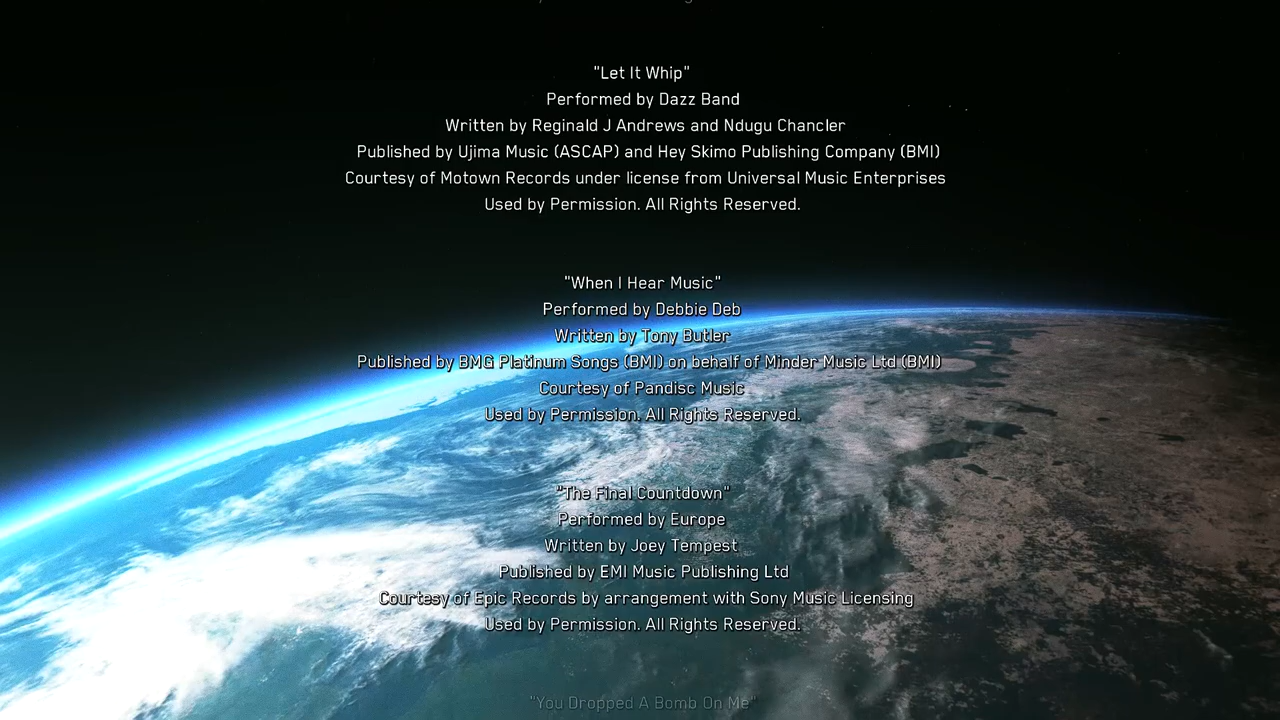 "Let It Whip"
Performed by Dazz Band
Written by Reginald J Andrews and Ndugu Chancler
Published by Ujima Music (ASCAP) and Hey Skimo Publishing Company (BMI)
Courtesy of Motown Records under license from Universal Music Enterprises
Used by Permission. All Rights Reserved.
"When I Hear Music"
Performed by Debbie Deb
Written by Tony Butler
Published by BMG Platinum Songs (BMI) on behalf of Minder Music Ltd (BMI)
Courtesy of Pandisc Music
Used by Permission. All Rights Reserved.
"The Final Countdown"
Performed by Europe
Written by Joey Tempest
Published by EMI Music Publishing Ltd
Courtesy of Epic Records by arrangement with Sony Music Licensing
Used by Permission. All Rights Reserved.
"You Dropped A Bomb On Me"